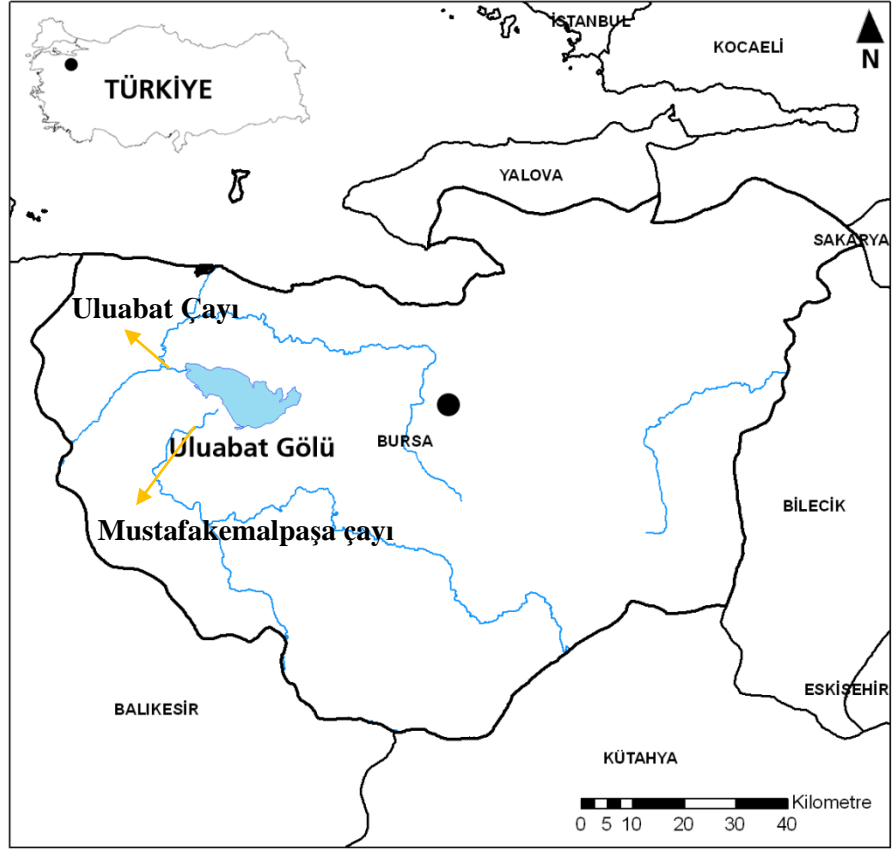 İSTANBUL
KOCAELİ
N
TÜRKİYE
YALOVA
SAKARYA
Uluabat Çayı
Uluabat Gölü
BURSA
BİLECİK
Mustafakemalpaşa çayı
ESKİSEHİR
BALIKESİR
KÜTAHYA
Kilometre
0 5 10 20 30 40